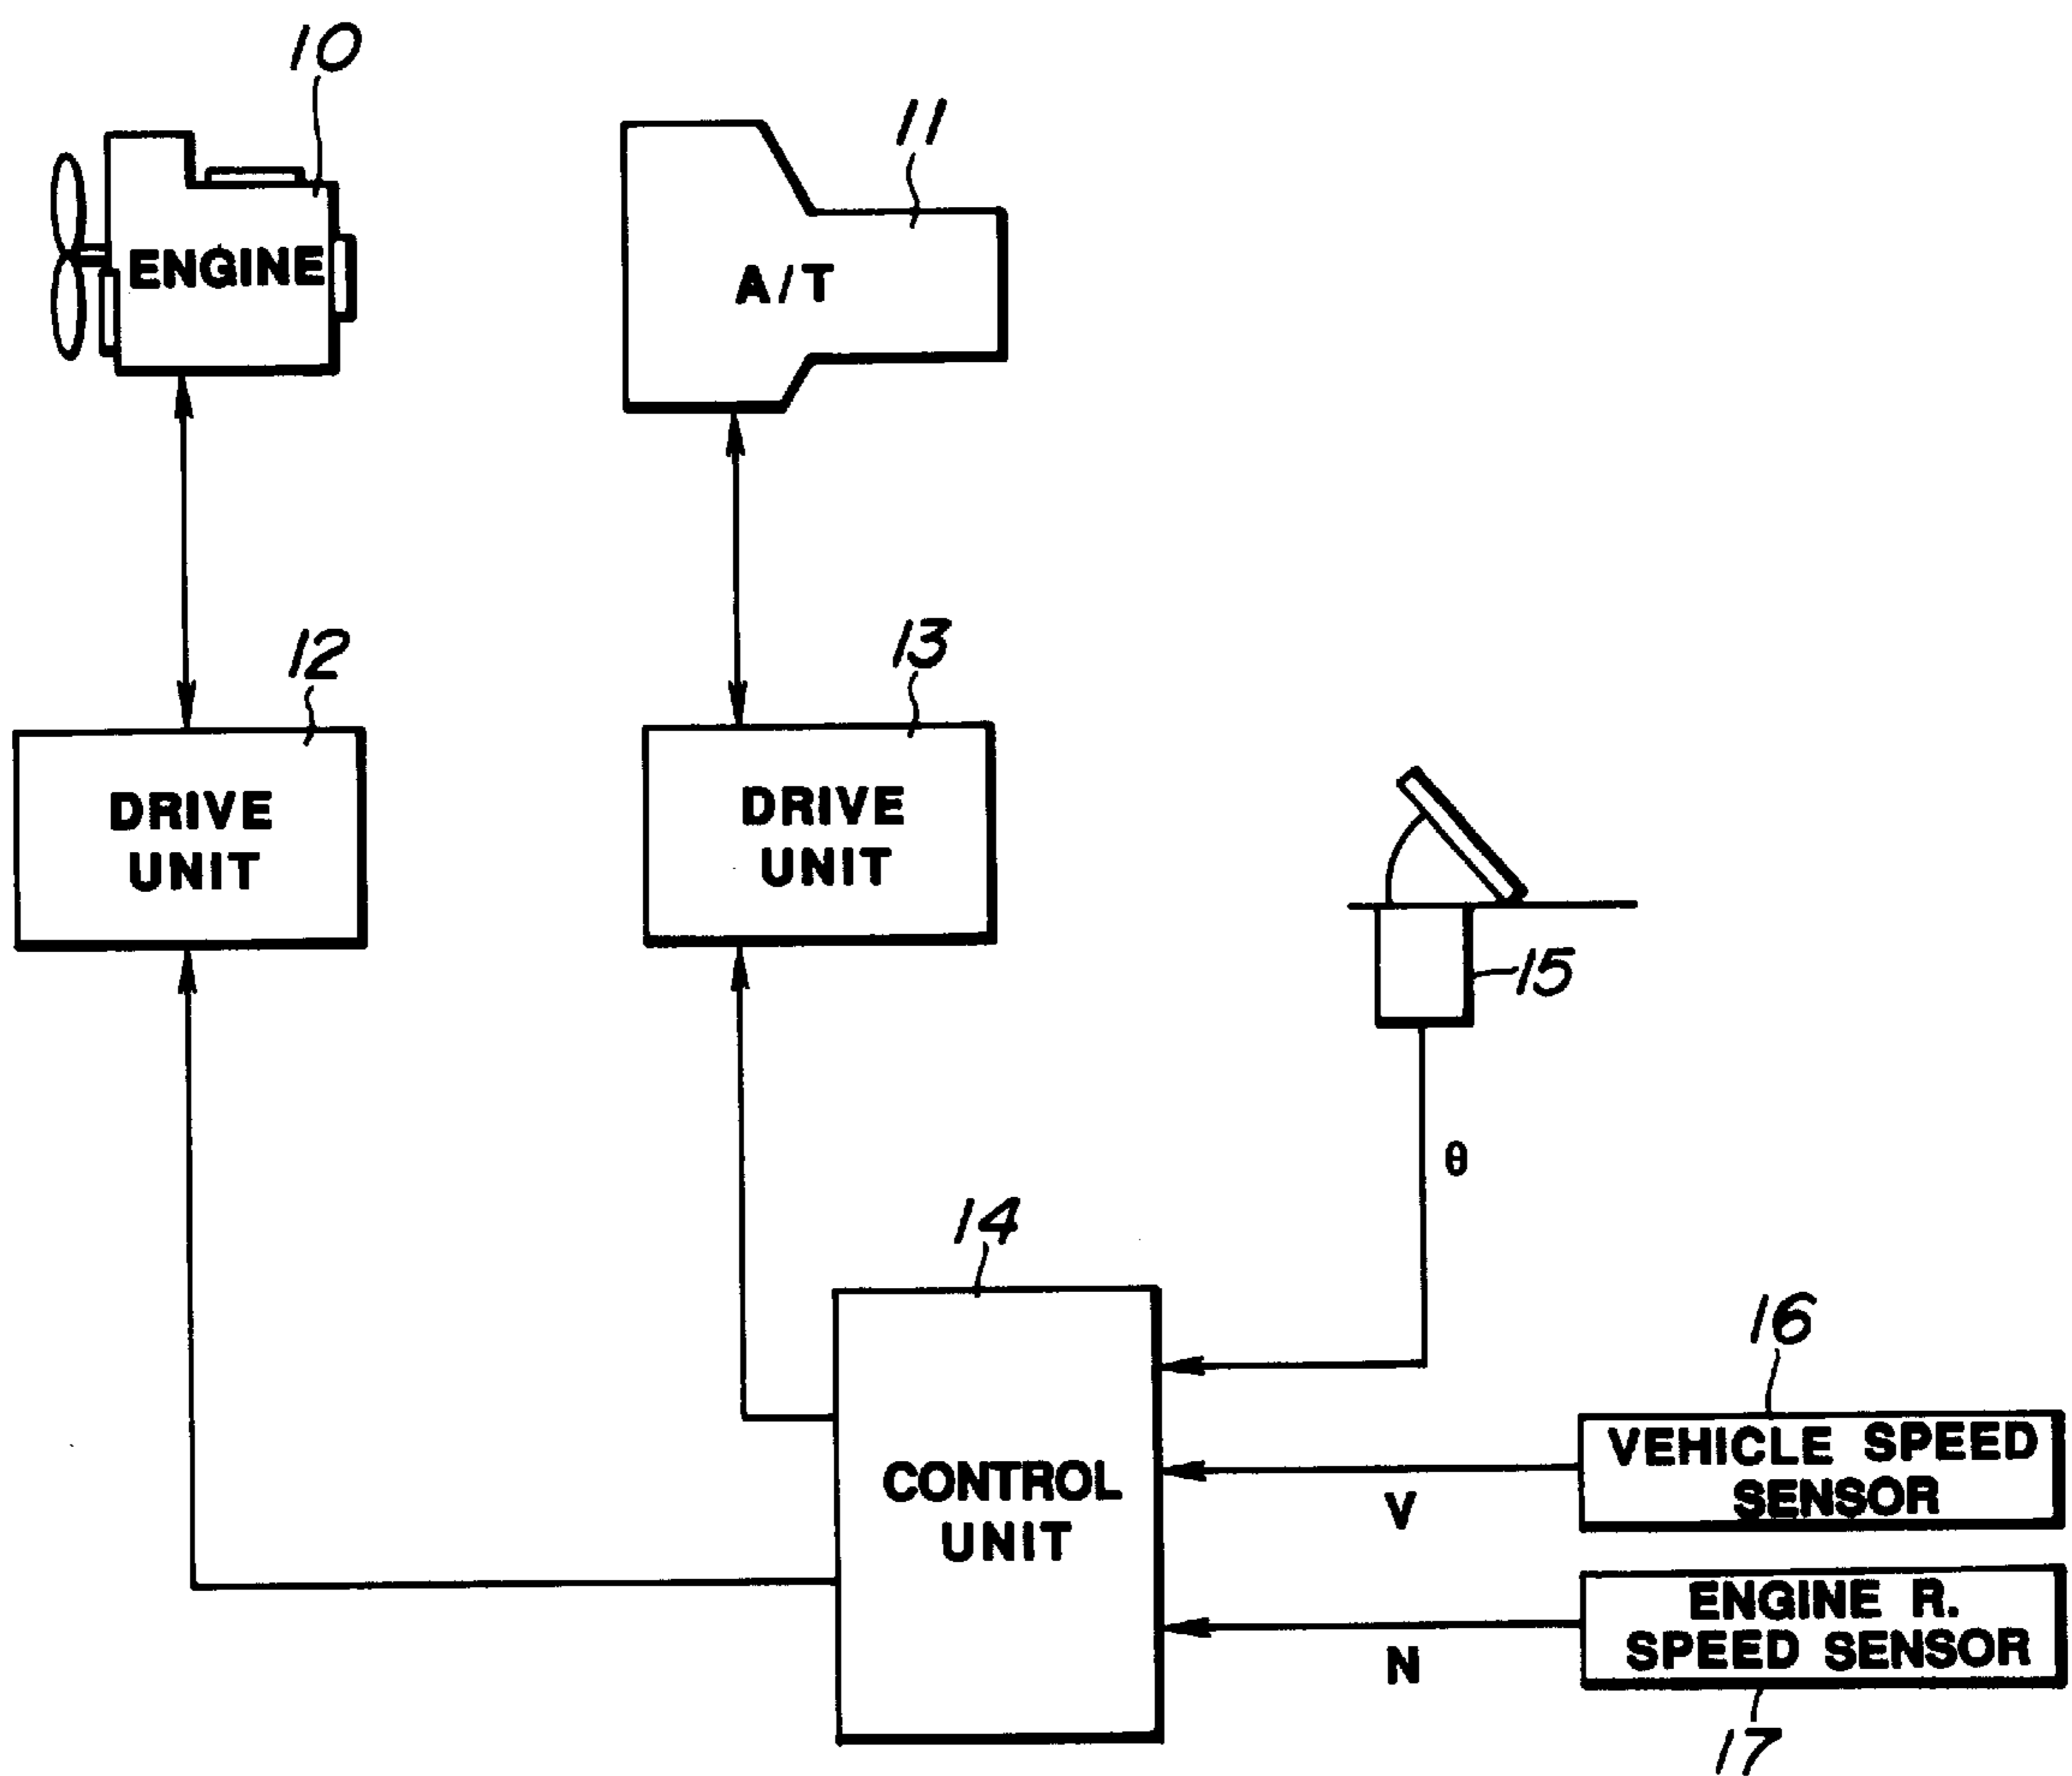 10
11
ENGINE
A/T
12
13
DRIVE
UNIT
DRIVE
UNIT
15
θ
14
16
CONTROL
UNIT
VEHICLE SPEED
SENSOR
V
ENGINE R.
SPEED SENSOR
N
17